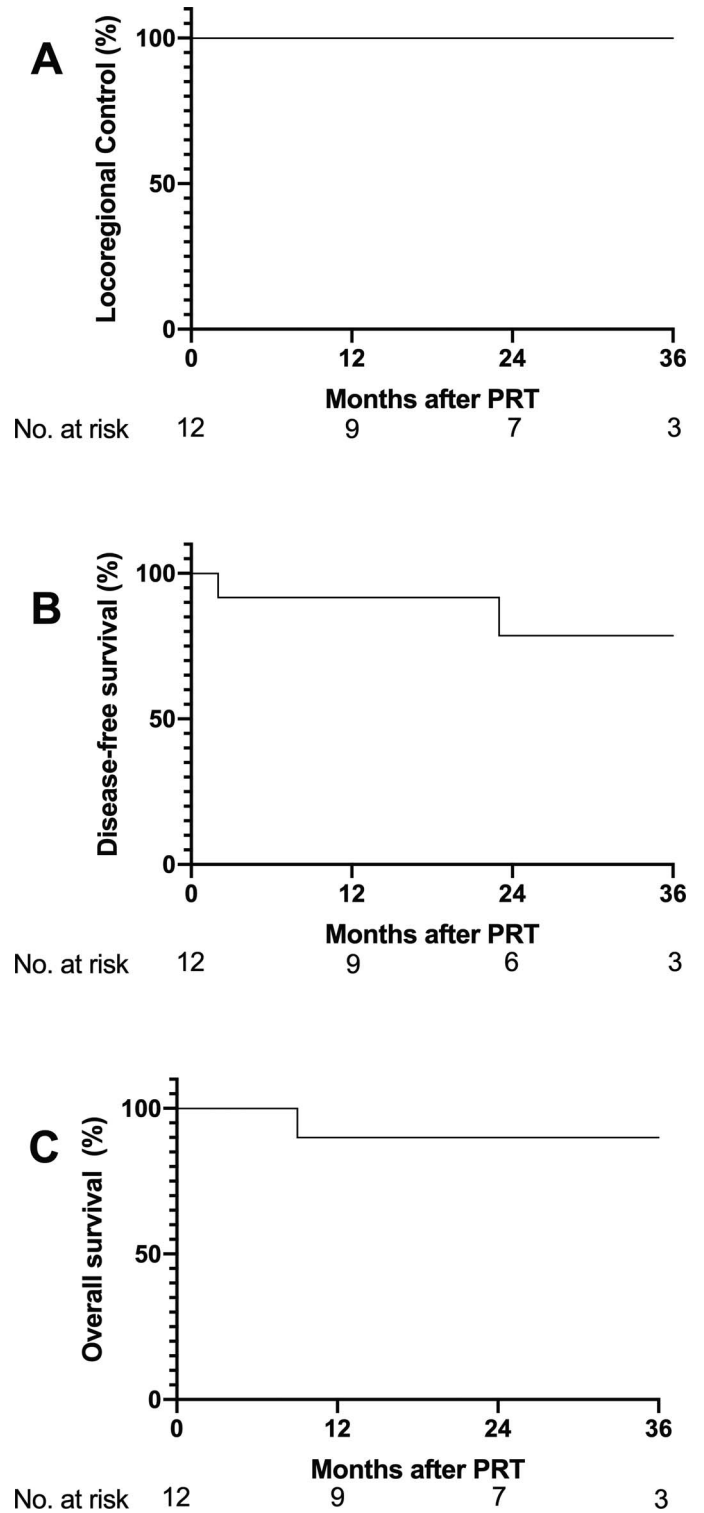 A
Locoregional Control (%)
100
50
0
0 12 24 36
Months after PRT
No. at risk 12 9 7 3
B
Disease-free survival (%)
100
50
0
0 12 24 36
Months after PRT
No. at risk 12 9 6 3
C
Overall survival (%)
100
50
0
0 12 24 36
Months after PRT
No. at risk 12 9 7 3